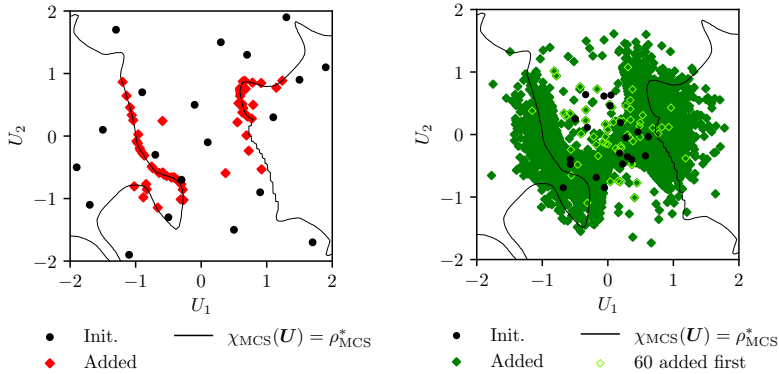 2
1
0
−1
−2
U₂
−2 −1 0 1 2
U₁
Init.
χMCS(U) = ρ*MCS
Added
2
1
0
−1
−2
U₂
−2 −1 0 1 2
U₁
Init.
χMCS(U) = ρ*MCS
Added
60 added first